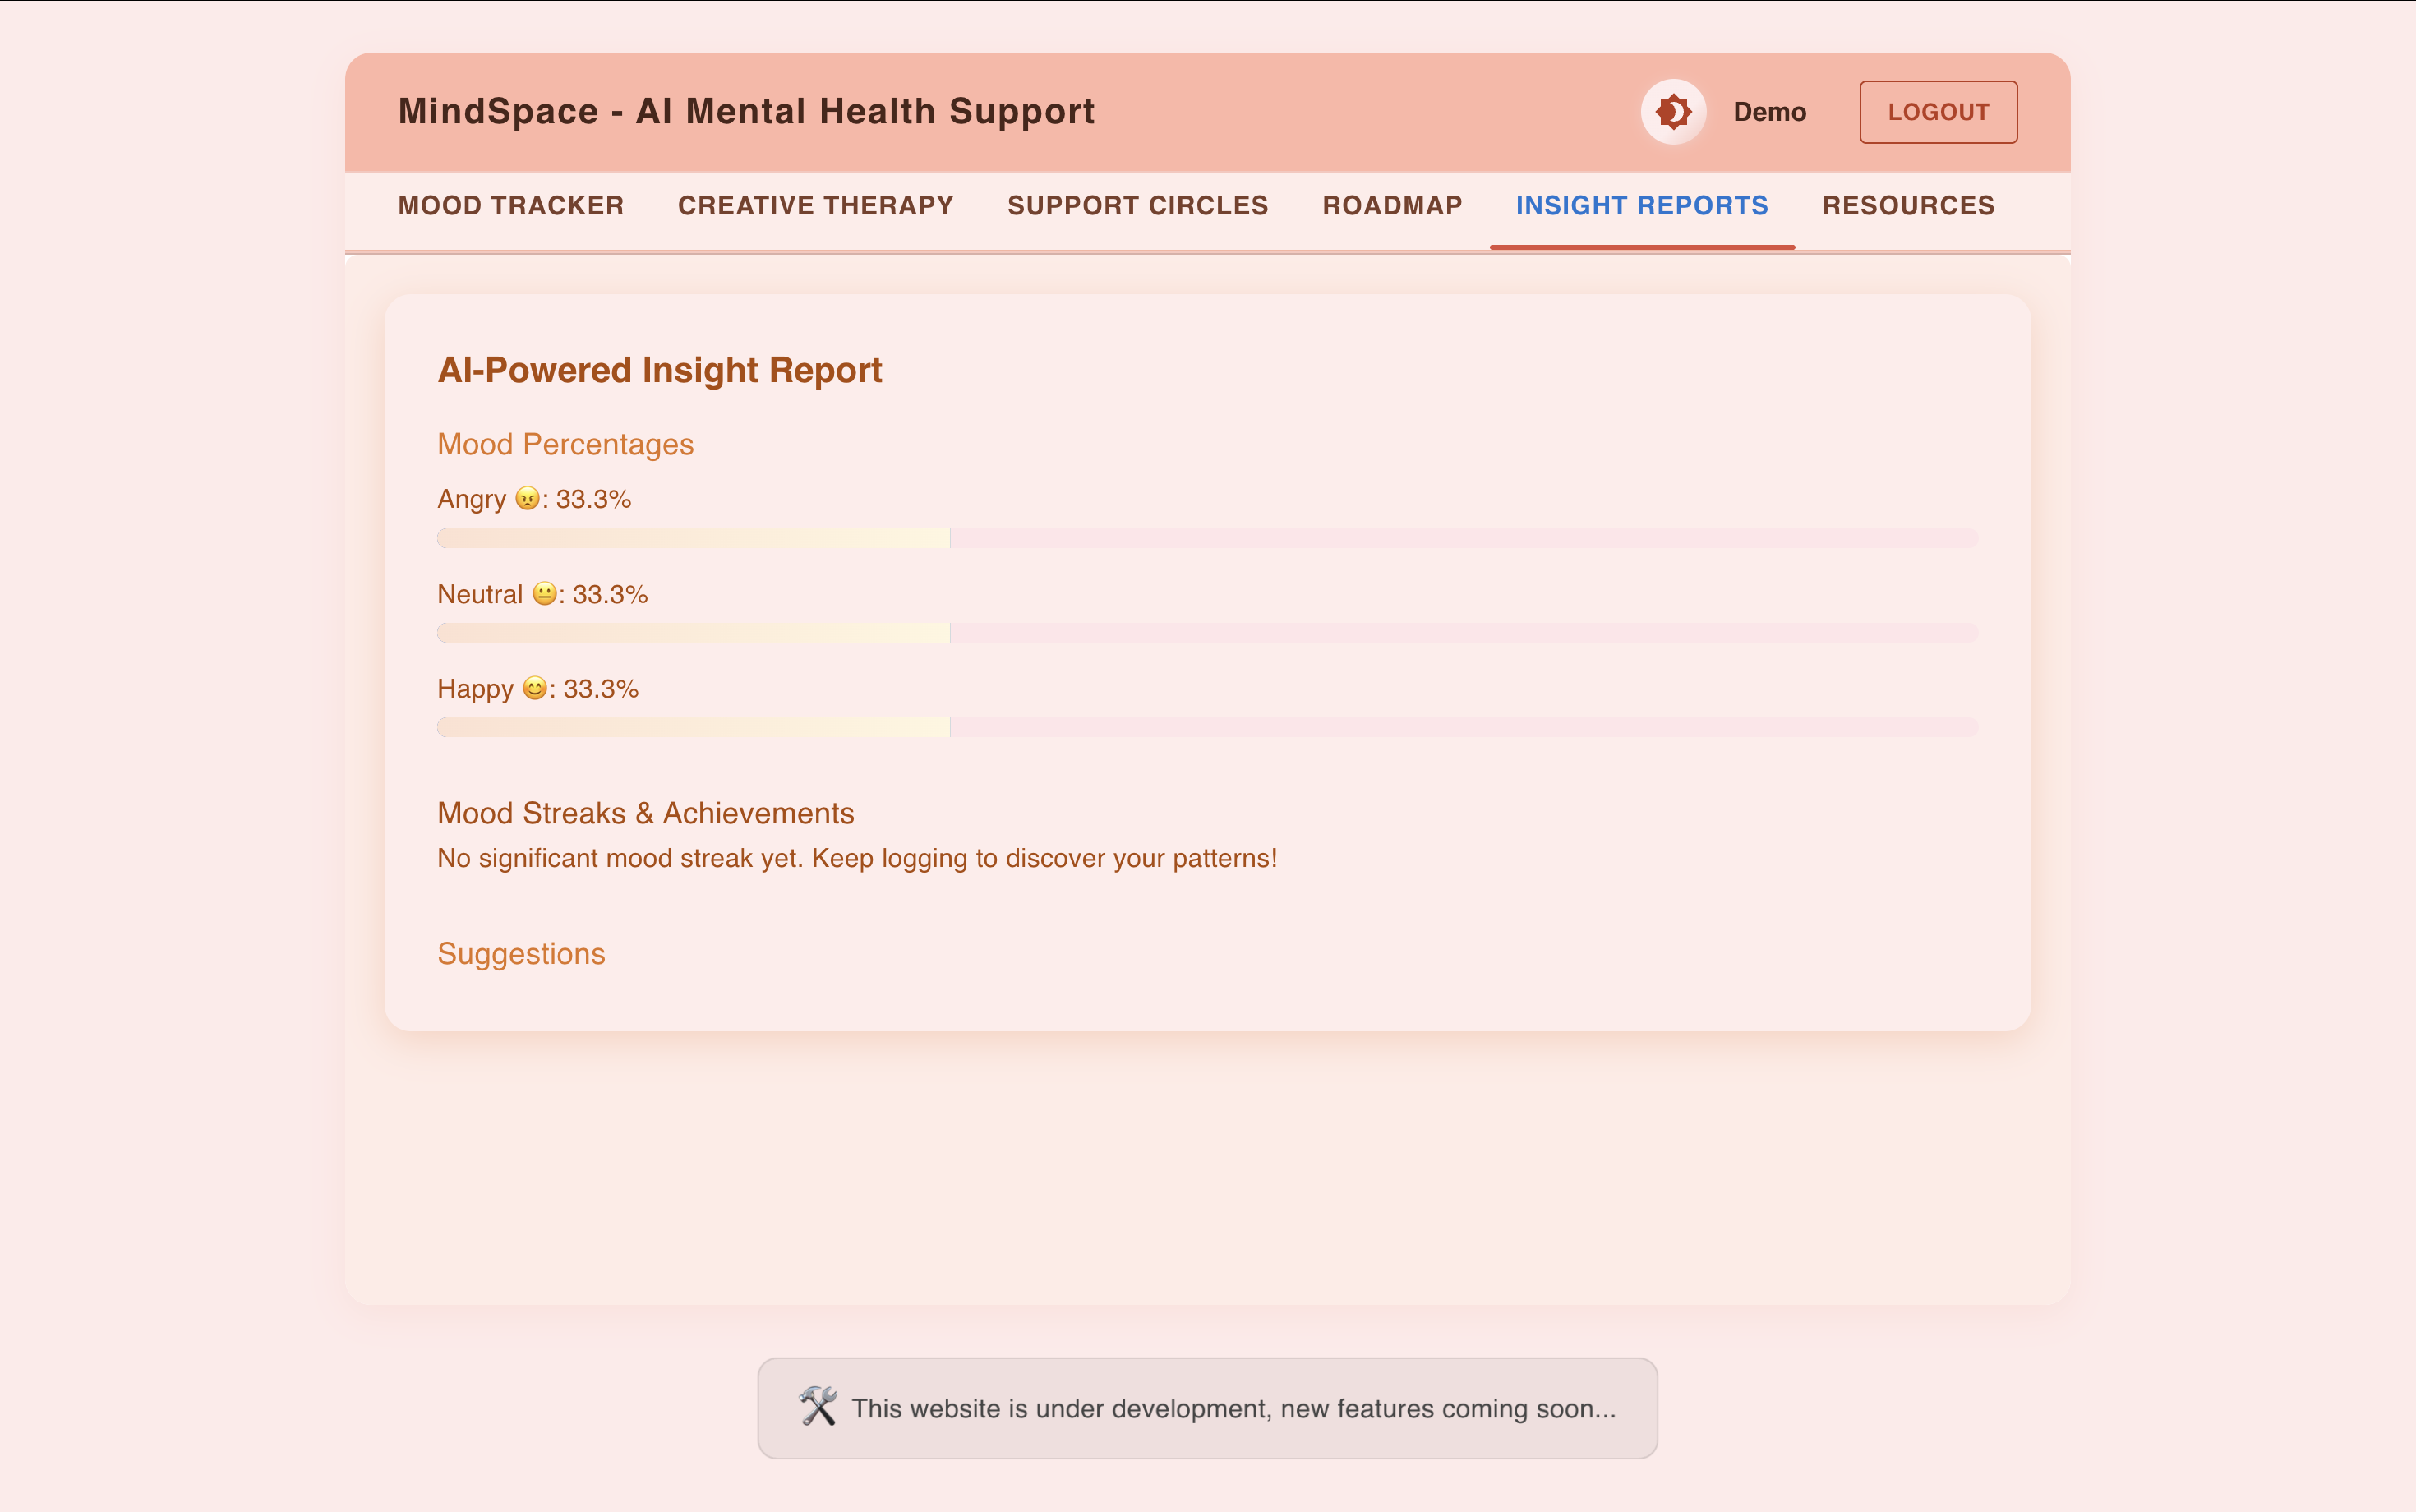 MindSpace - AI Mental Health Support
Demo
LOGOUT
MOOD TRACKER
CREATIVE THERAPY
SUPPORT CIRCLES
ROADMAP
INSIGHT REPORTS
RESOURCES
AI-Powered Insight Report
Mood Percentages
Angry 😠: 33.3%
Neutral 😐: 33.3%
Happy 😊: 33.3%
Mood Streaks & Achievements
No significant mood streak yet. Keep logging to discover your patterns!
Suggestions
🛠️ This website is under development, new features coming soon...